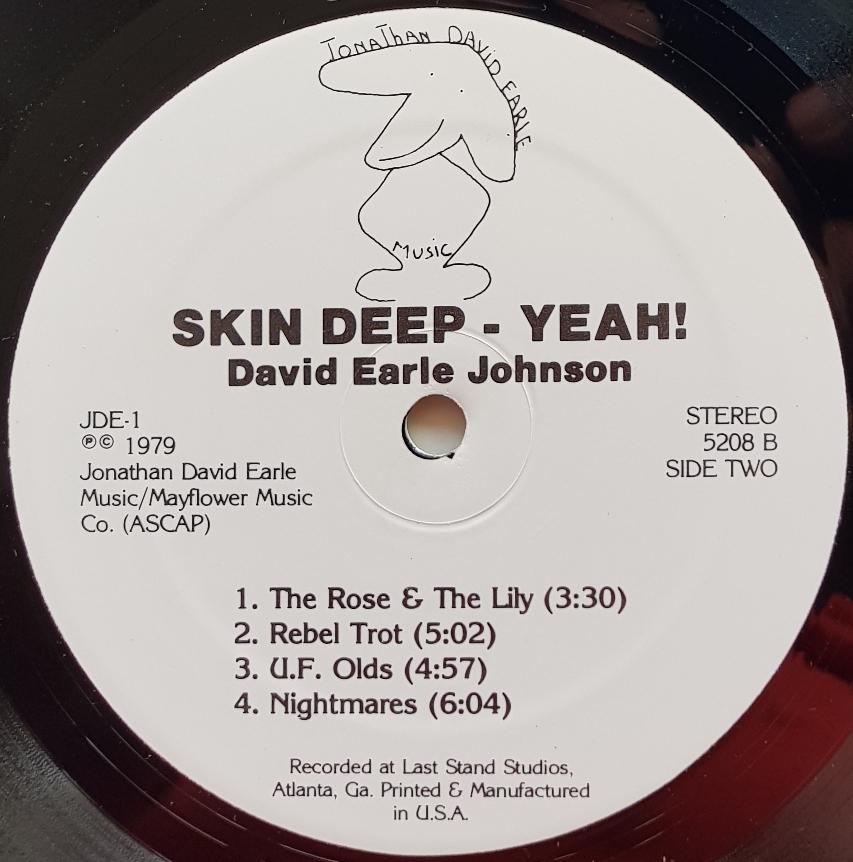 JONATHAN DAVID EARLE
MUSIC
SKIN DEEP - YEAH!
David Earle Johnson
JDE-1
℗© 1979
Jonathan David Earle
Music/Mayflower Music
Co. (ASCAP)
STEREO
5208 B
SIDE TWO
1. The Rose & The Lily (3:30)
2. Rebel Trot (5:02)
3. U.F. Olds (4:57)
4. Nightmares (6:04)
Recorded at Last Stand Studios,
Atlanta, Ga. Printed & Manufactured
in U.S.A.